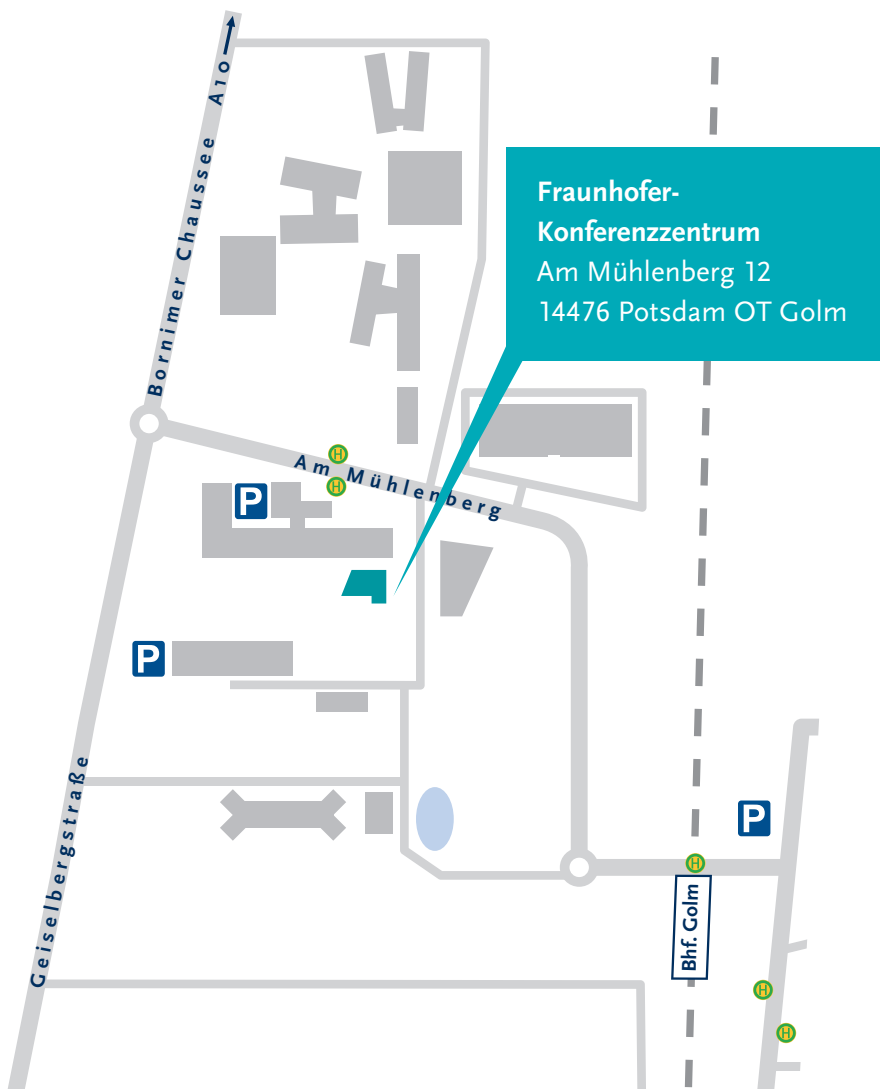 Bornimer Chaussee A10
Fraunhofer-
Konferenzzentrum
Am Mühlenberg 12
14476 Potsdam OT Golm
H
Am Mühlenberg
H
P
P
Geiselbergstraße
P
H
Bhf. Golm
H
H